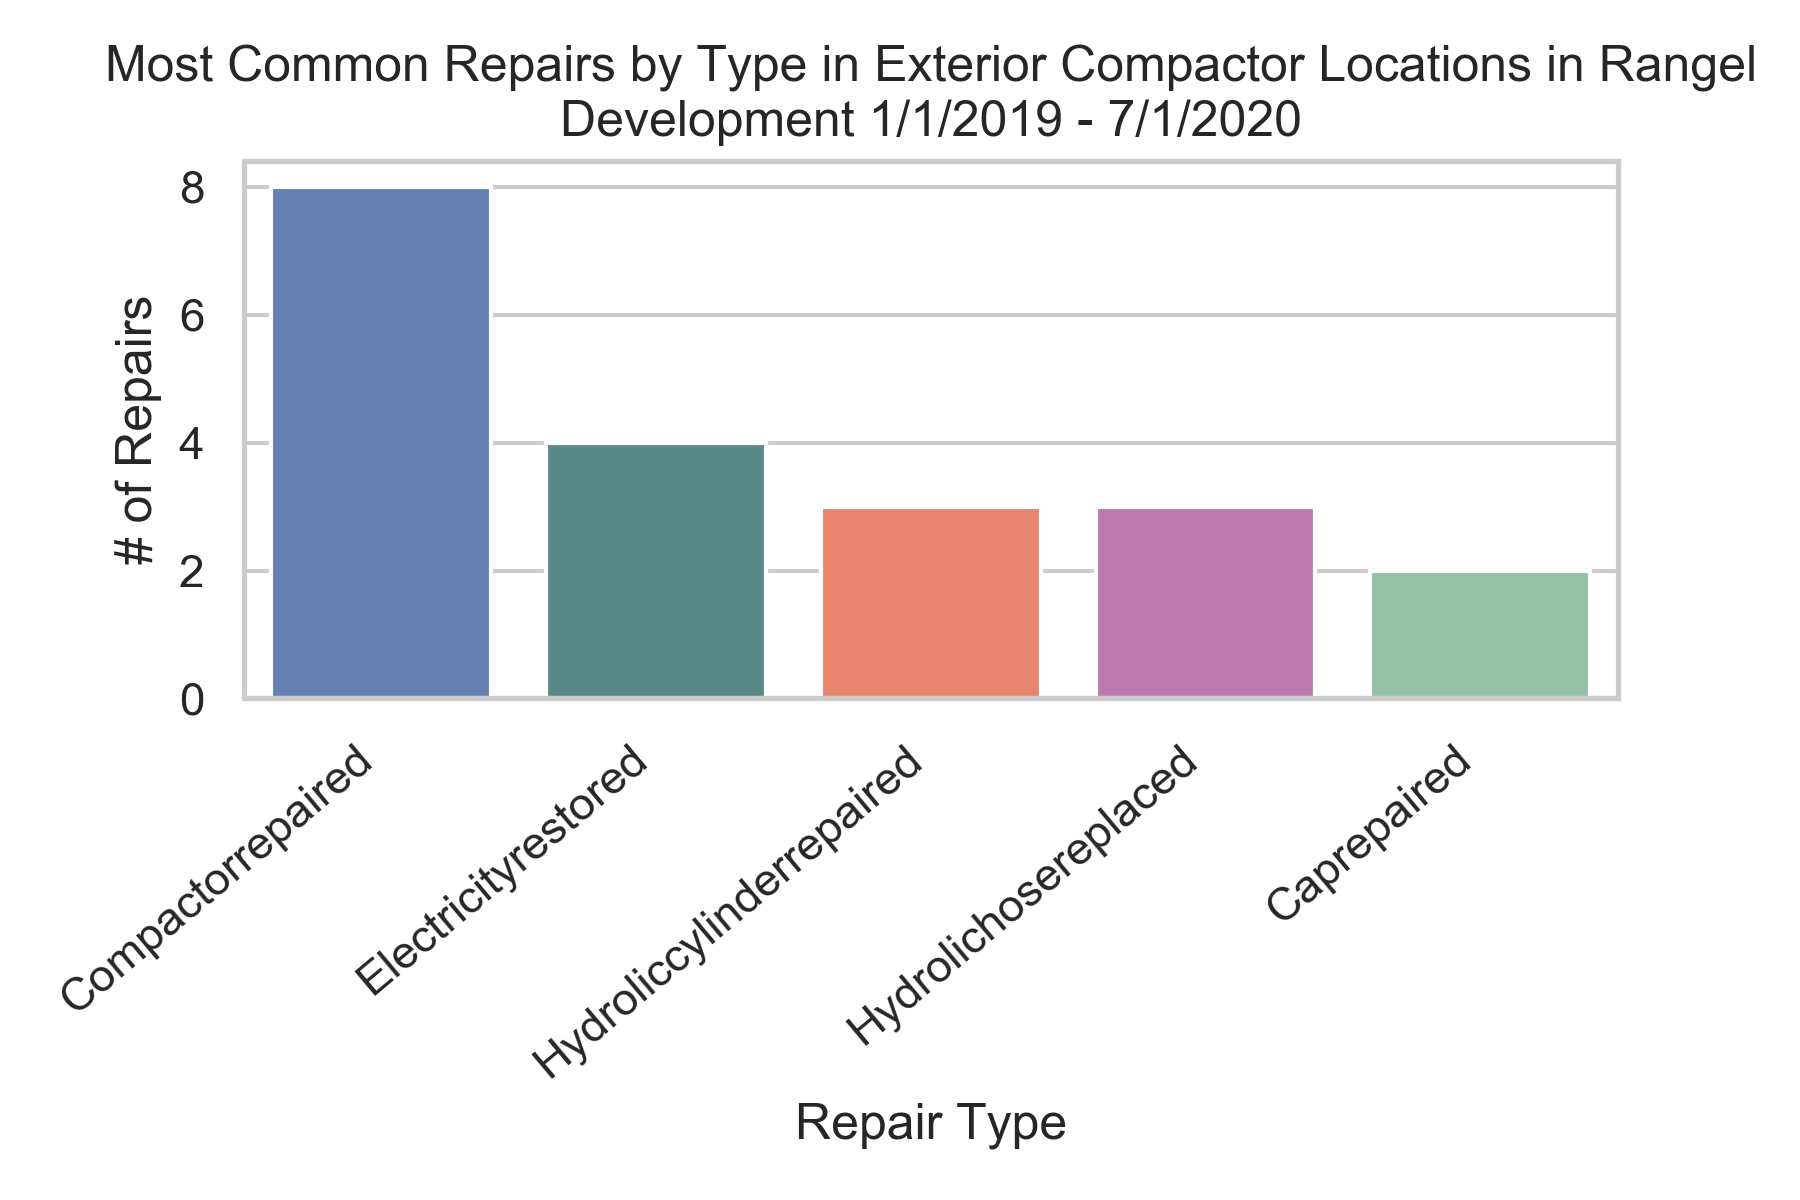 Most Common Repairs by Type in Exterior Compactor Locations in Rangel
Development 1/1/2019 - 7/1/2020
# of Repairs
8
6
4
2
0
Compactorrepaired
Electricityrestored
Hydroliccylinderrepaired
Hydrolichosereplaced
Caprepaired
Repair Type